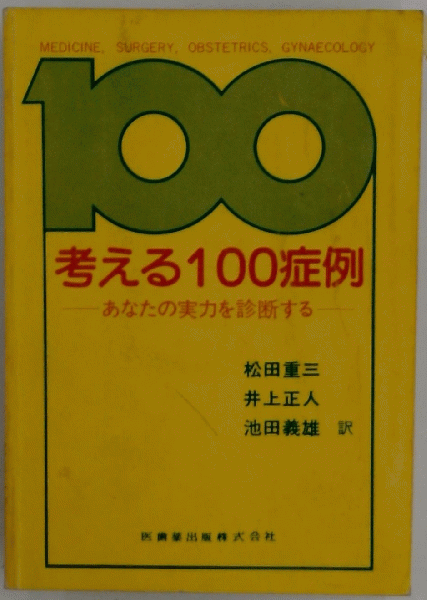 MEDICINE, SURGERY, OBSTETRICS, GYNAECOLOGY
100
考える100症例
―あなたの実力を診断する―
松田重三
井上正人
池田義雄 訳
医歯薬出版株式会社